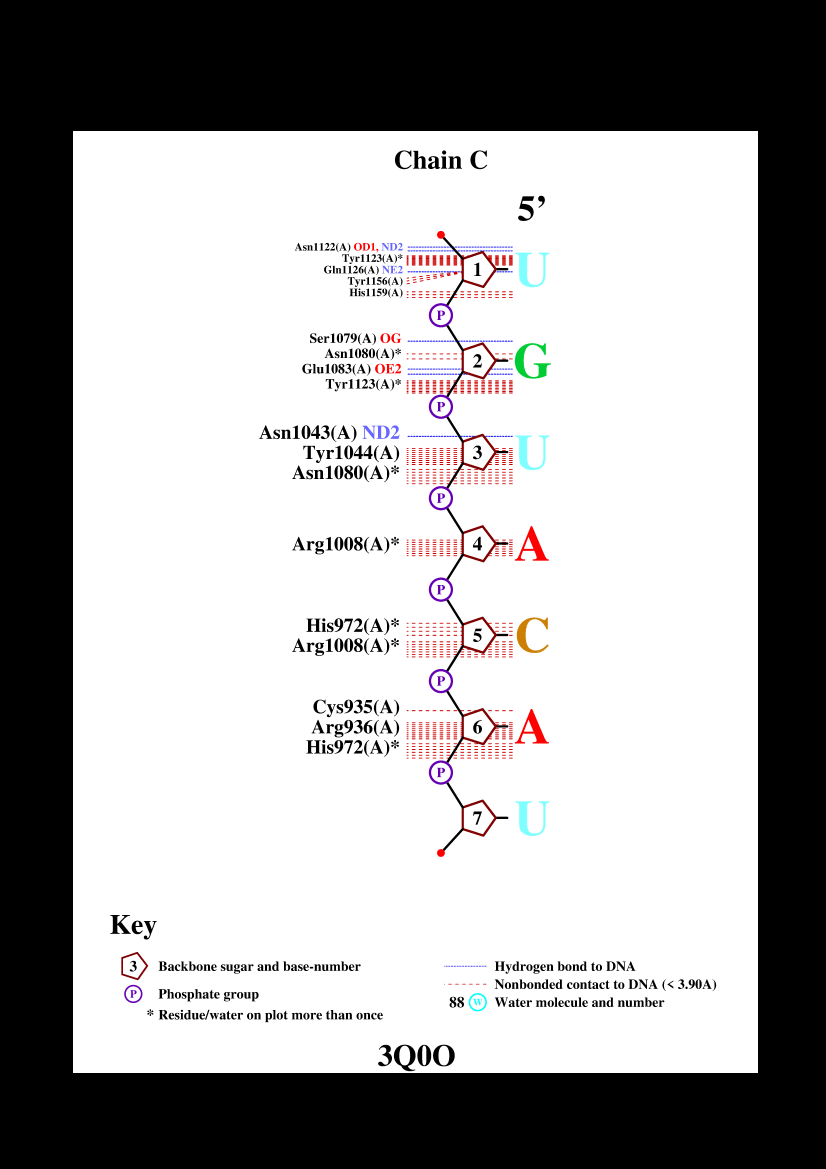 Chain C
5’
Asn1122(A) OD1, ND2
Tyr1123(A)*
Gln1126(A) NE2
Tyr1156(A)
His1159(A)
1 U
P
Ser1079(A) OG
Asn1080(A)*
Glu1083(A) OE2
Tyr1123(A)*
2 G
P
Asn1043(A) ND2
Tyr1044(A)
Asn1080(A)*
3 U
P
Arg1008(A)*
4 A
P
His972(A)*
Arg1008(A)*
5 C
P
Cys935(A)
Arg936(A)
His972(A)*
6 A
P
7 U
Key
3 Backbone sugar and base-number
P Phosphate group
* Residue/water on plot more than once
Hydrogen bond to DNA
Nonbonded contact to DNA (< 3.90A)
88 W Water molecule and number
3Q0O